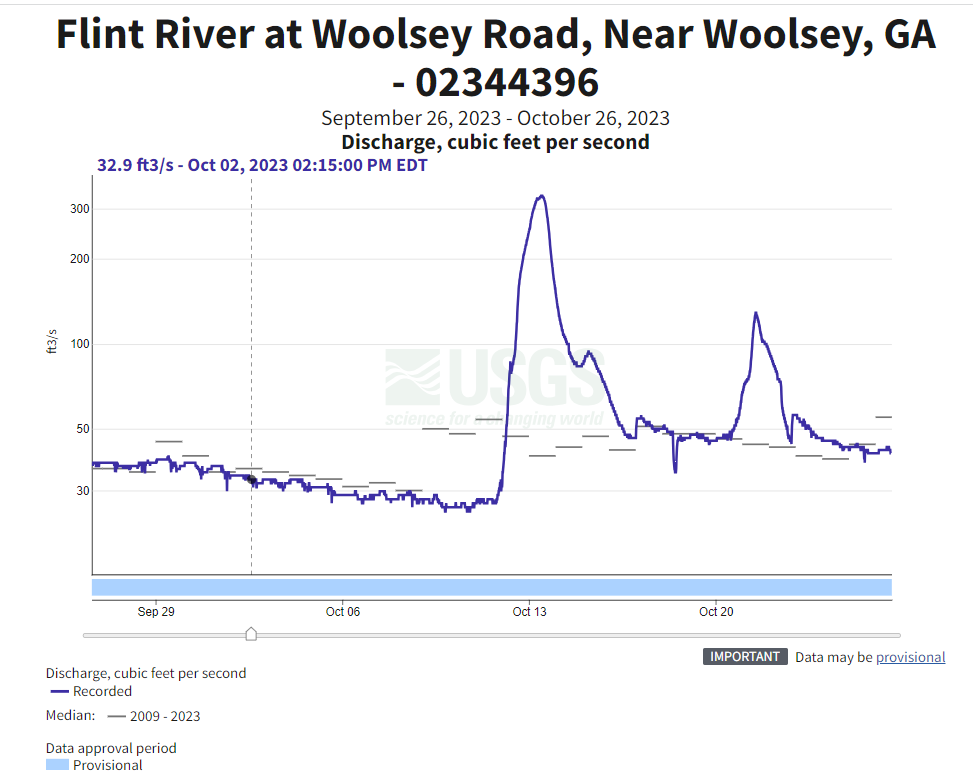 Flint River at Woolsey Road, Near Woolsey, GA
- 02344396
September 26, 2023 - October 26, 2023
Discharge, cubic feet per second
32.9 ft3/s - Oct 02, 2023 02:15:00 PM EDT
300
200
100
50
30
ft3/s
USGS
science for a changing world
Sep 29 Oct 06 Oct 13 Oct 20
IMPORTANT Data may be provisional
Discharge, cubic feet per second
Recorded
Median: 2009 - 2023
Data approval period
Provisional